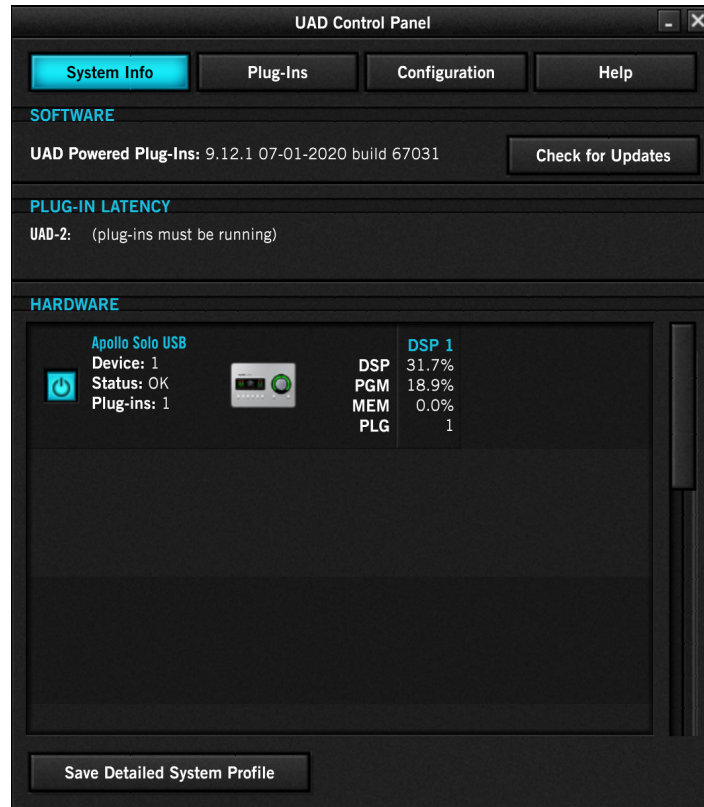 UAD Control Panel
System Info Plug-Ins Configuration Help
SOFTWARE
UAD Powered Plug-Ins: 9.12.1 07-01-2020 build 67031 Check for Updates
PLUG-IN LATENCY
UAD-2: (plug-ins must be running)
HARDWARE
Apollo Solo USB
Device: 1
Status: OK
Plug-ins: 1
DSP 1
DSP 31.7%
PGM 18.9%
MEM 0.0%
PLG 1
Save Detailed System Profile